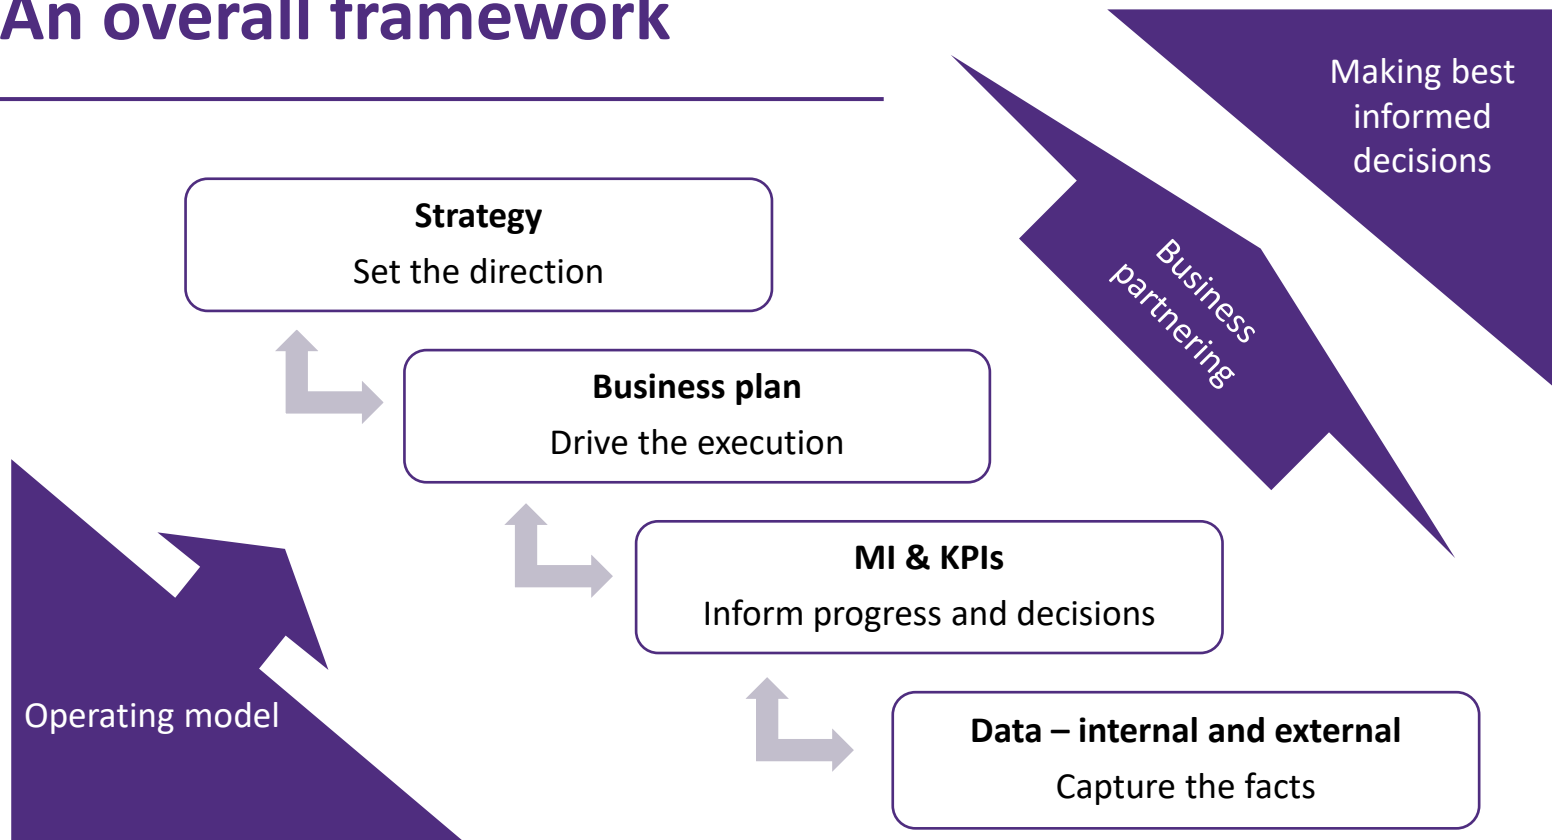 An overall framework
Making best
informed
decisions
Strategy
Set the direction
Business
partnering
Business plan
Drive the execution
MI & KPIs
Inform progress and decisions
Operating model
Data – internal and external
Capture the facts